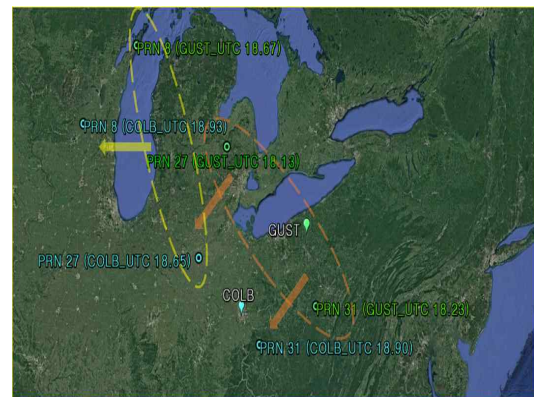 PRN 8 (GUST_UTC 18.67)
PRN 8 (COLB_UTC 18.93)
PRN 27 (GUST_UTC 18.13)
GUST
PRN 27 (COLB_UTC 18.65)
COLB
PRN 31 (GUST_UTC 18.23)
PRN 31 (COLB_UTC 18.90)